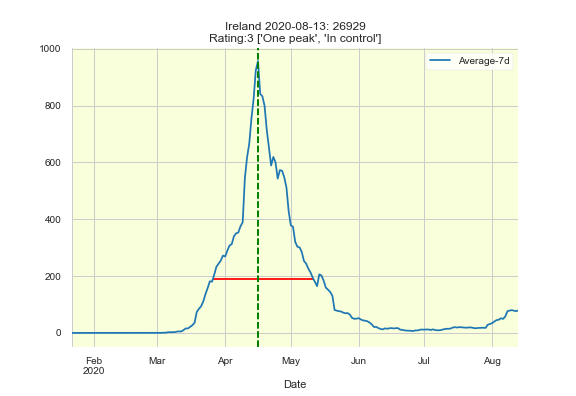 Ireland 2020-08-13: 26929
Rating:3 ['One peak', 'In control']
Average-7d
1000
800
600
400
200
0
Feb Mar Apr May Jun Jul Aug
2020
Date